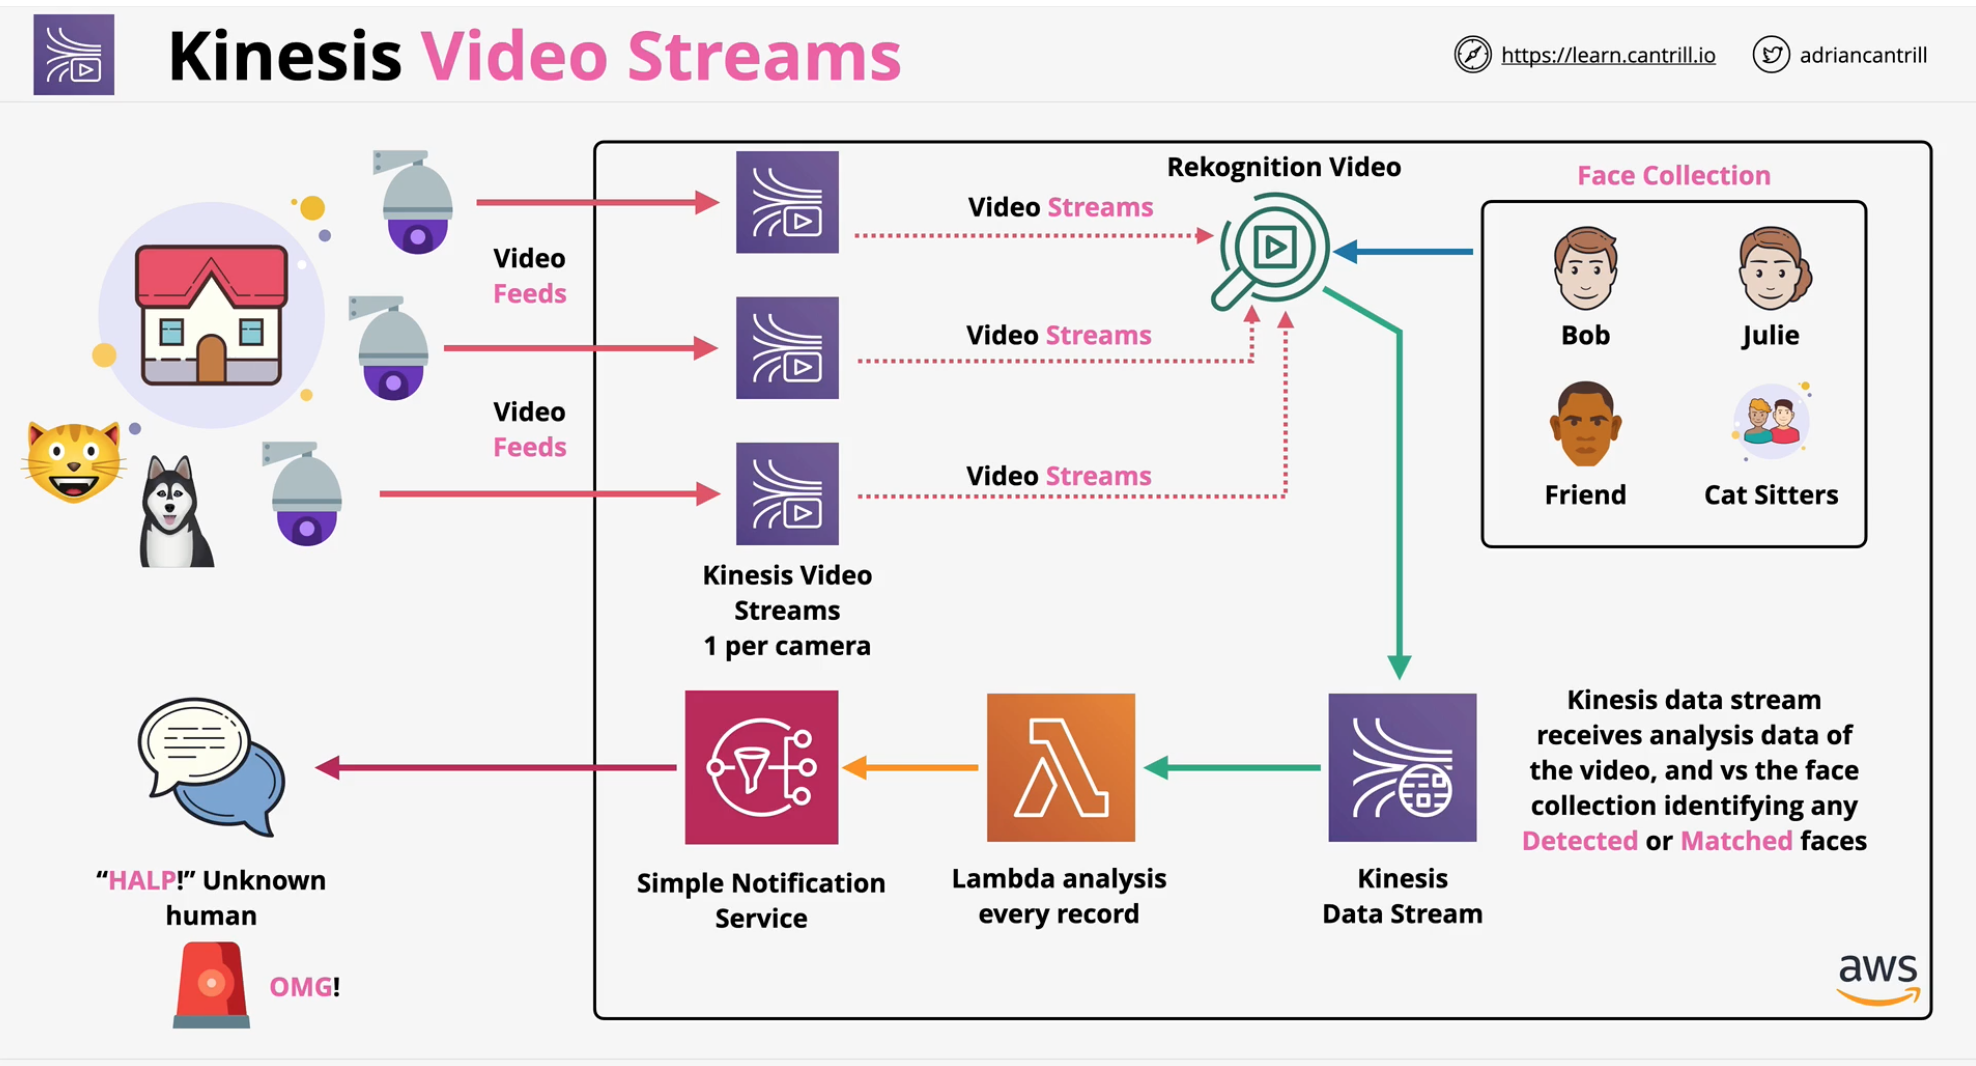 Kinesis Video Streams
https://learn.cantrill.io
adriancantrill
Rekognition Video
Face Collection
Video Streams
Video
Feeds
Bob
Julie
Video Streams
Video
Feeds
Video Streams
Friend
Cat Sitters
Kinesis Video
Streams
1 per camera
Kinesis data stream
receives analysis data of
the video, and vs the face
collection identifying any
Detected or Matched faces
“HALP!” Unknown
human
OMG!
Simple Notification
Service
Lambda analysis
every record
Kinesis
Data Stream
aws